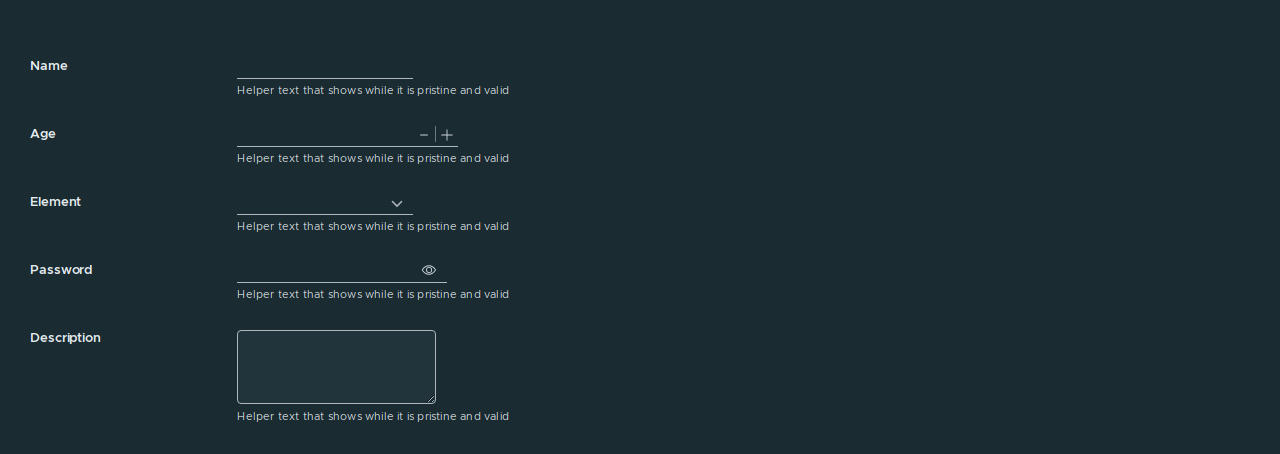 Name
Helper text that shows while it is pristine and valid
Age
Helper text that shows while it is pristine and valid
Element
Helper text that shows while it is pristine and valid
Password
Helper text that shows while it is pristine and valid
Description
Helper text that shows while it is pristine and valid